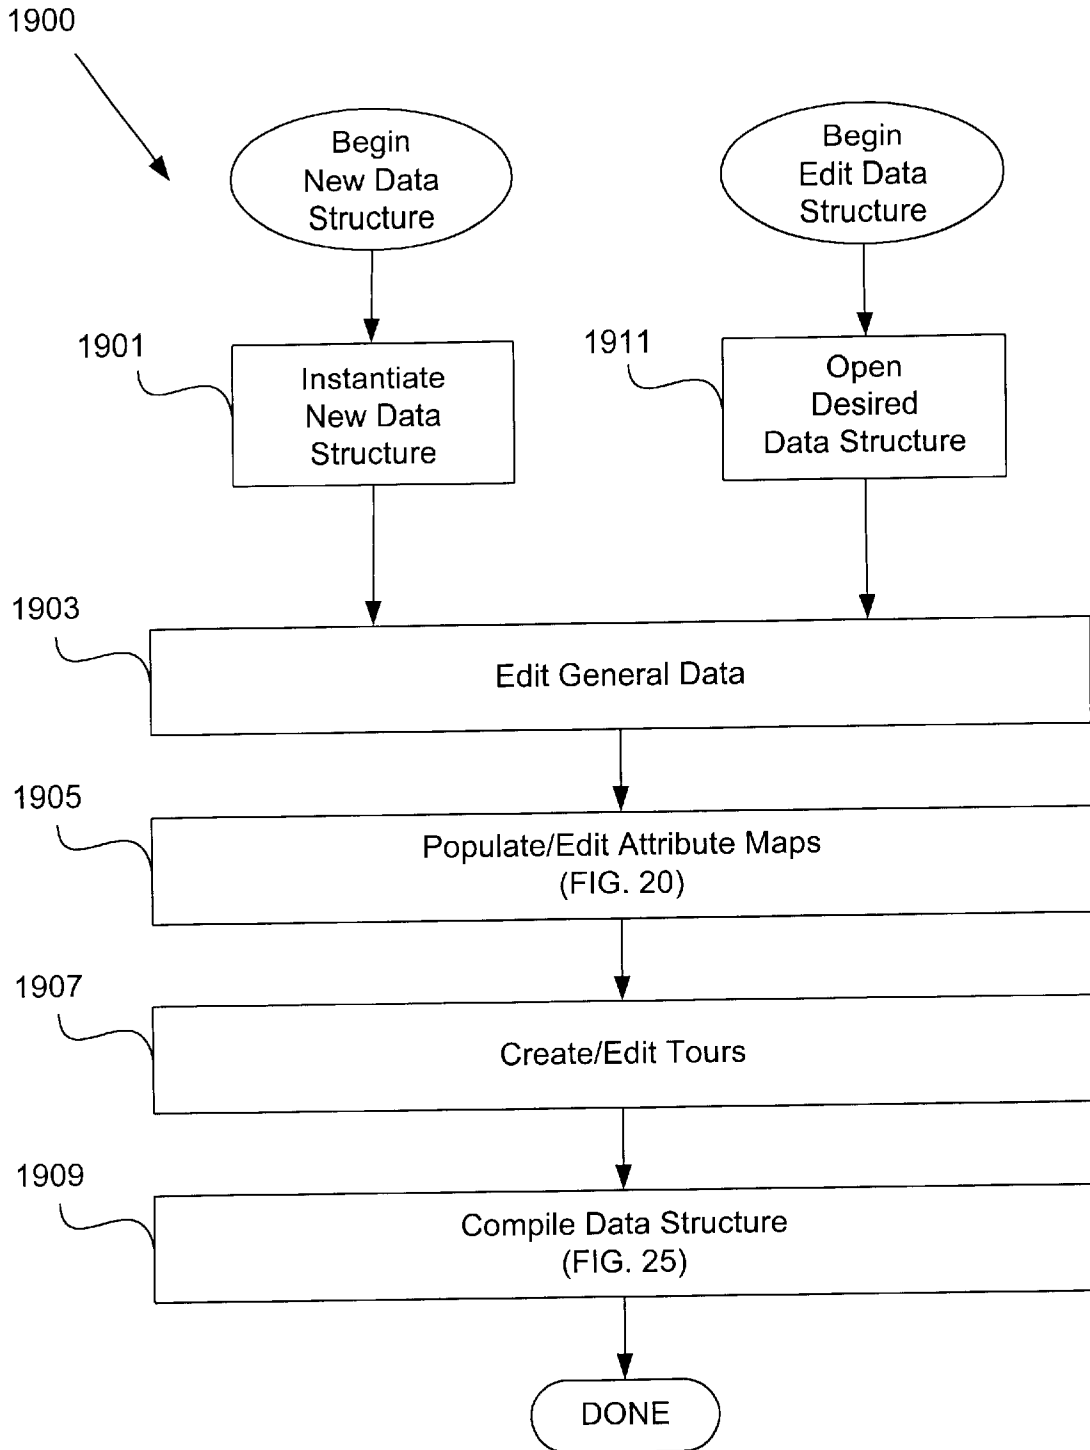 1900
Begin
New Data
Structure
Begin
Edit Data
Structure
1901
Instantiate
New Data
Structure
1911
Open
Desired
Data Structure
1903
Edit General Data
1905
Populate/Edit Attribute Maps
(FIG. 20)
1907
Create/Edit Tours
1909
Compile Data Structure
(FIG. 25)
DONE